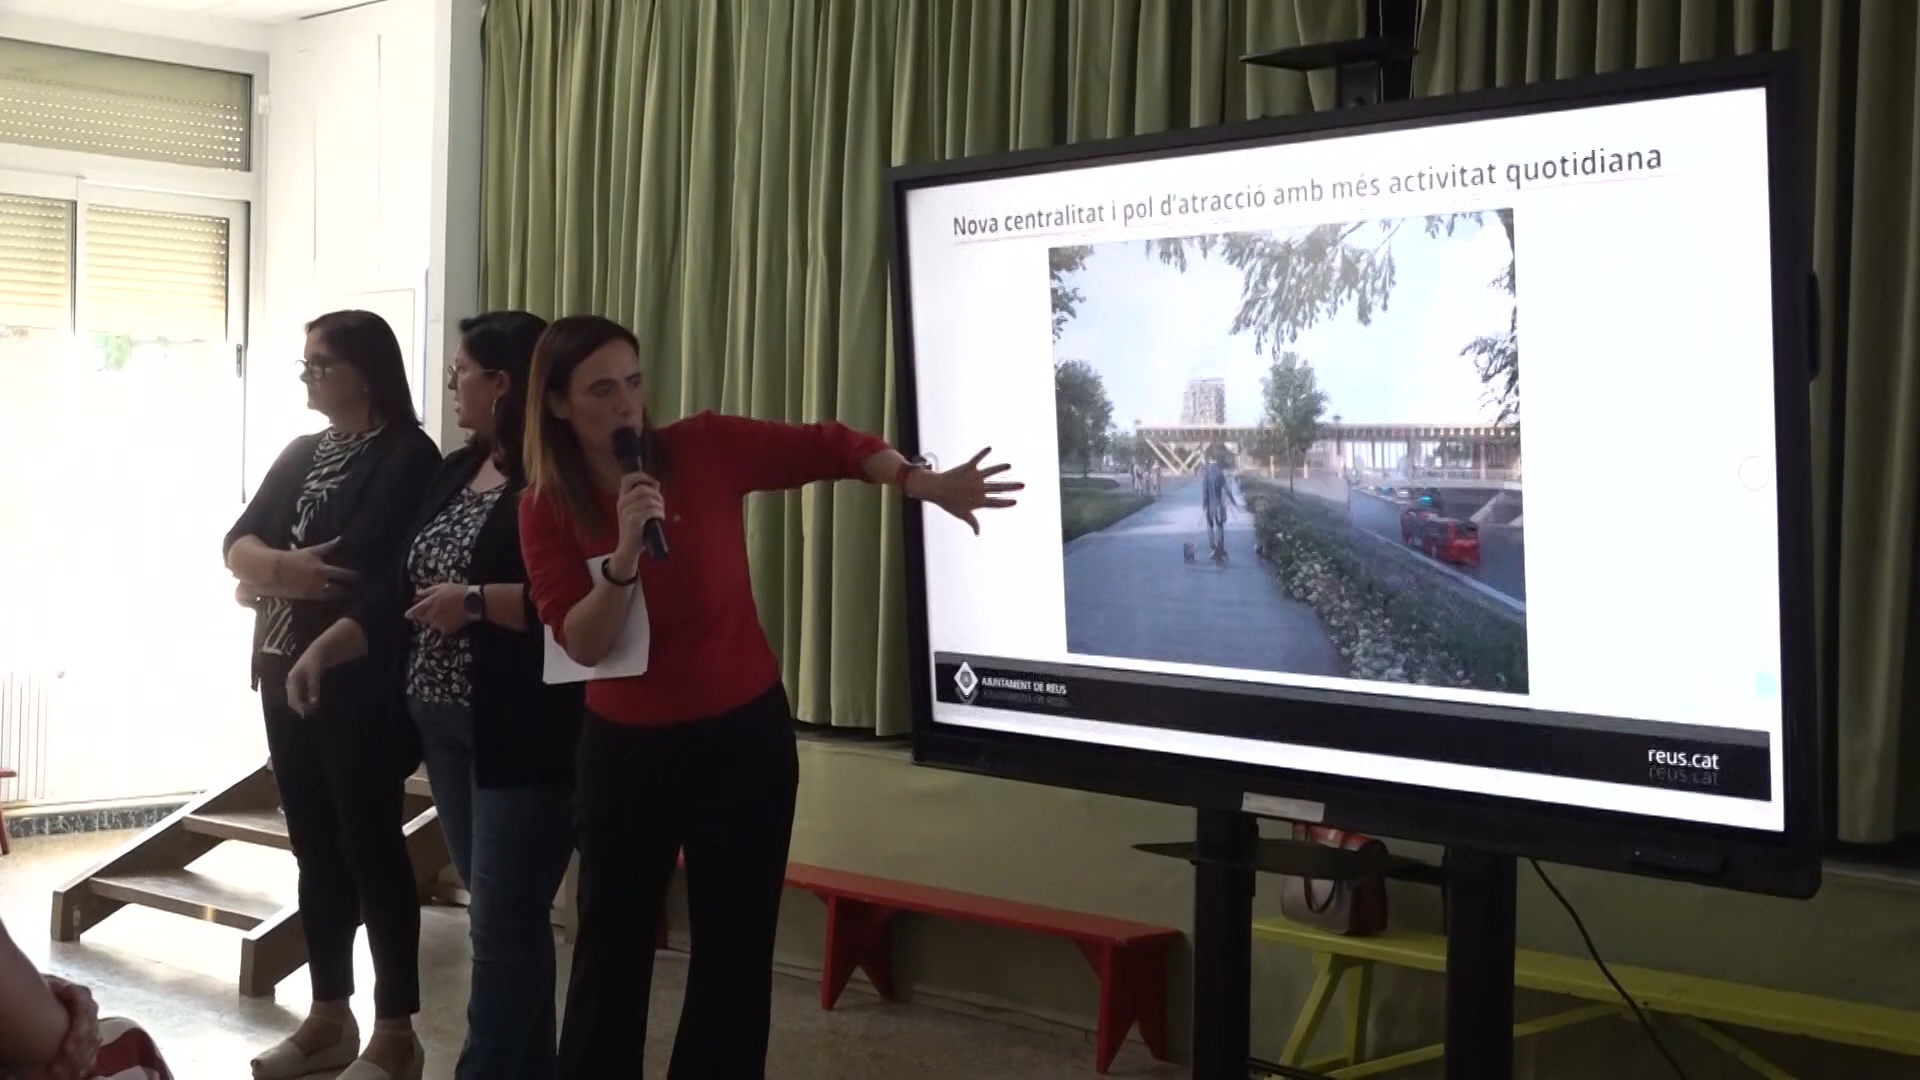 Nova centralitat i pol d'atracció amb més activitat quotidiana
AJUNTAMENT DE REUS
reus.cat